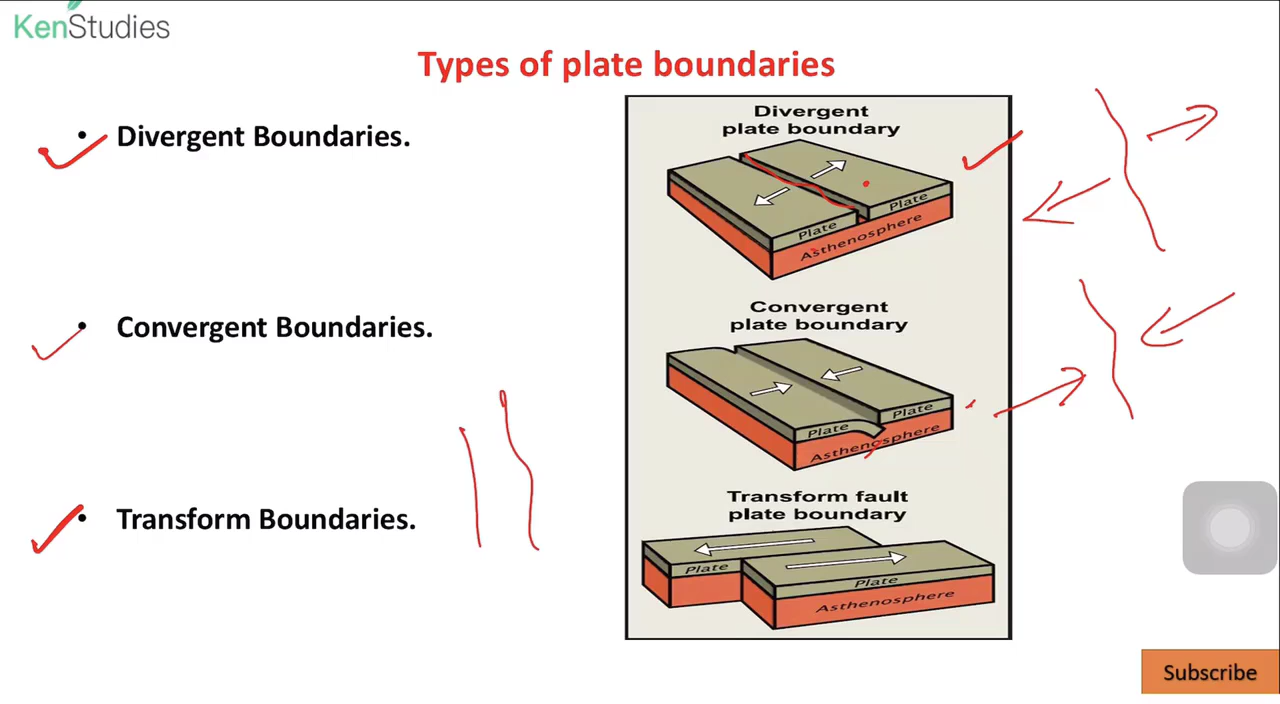 KenStudies
Types of plate boundaries
• Divergent Boundaries.
• Convergent Boundaries.
• Transform Boundaries.
Divergent
plate boundary
Plate
Plate
Asthenosphere
Convergent
plate boundary
Plate
Plate
Asthenosphere
Transform fault
plate boundary
Plate
Plate
Asthenosphere
Subscribe